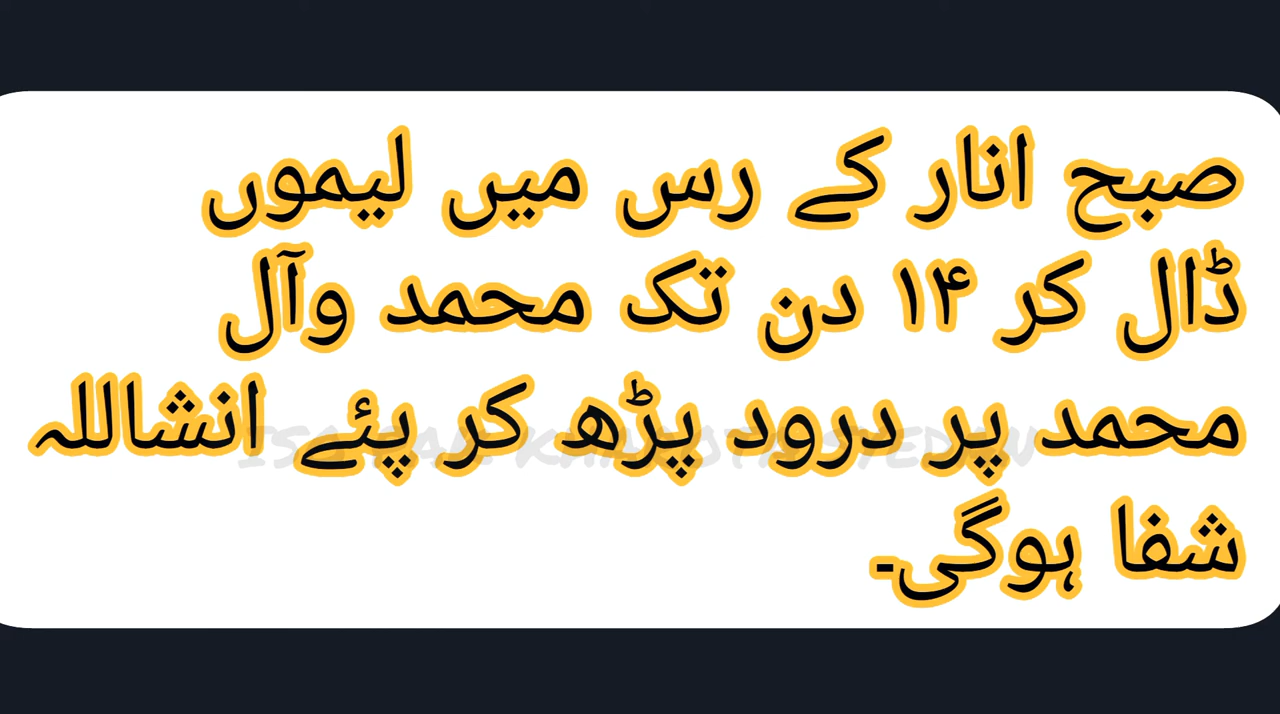 صبح انار کے رس میں لیموں
ڈال کر ۱۴ دن تک محمد وآل
محمد پر درود پڑھ کر پئے انشاللہ
شفا ہوگی۔